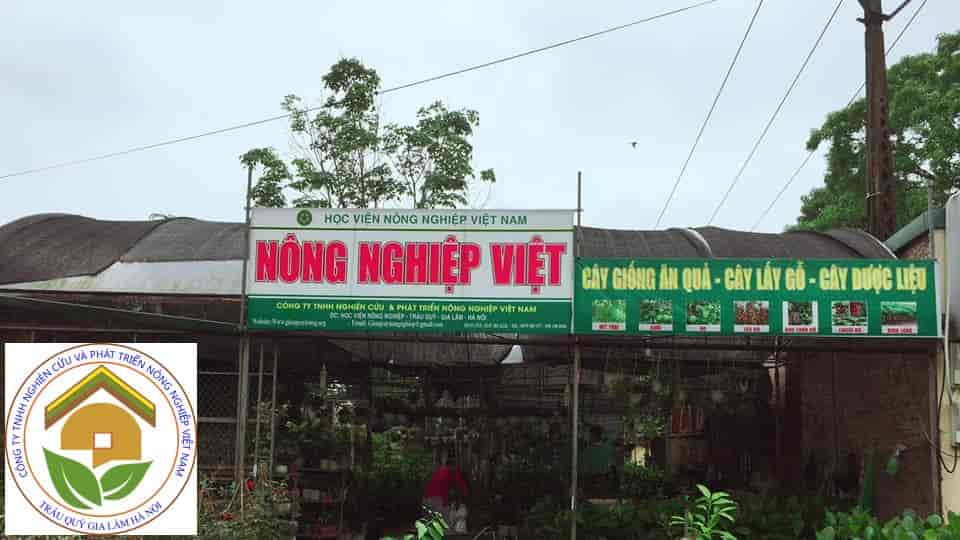 HỌC VIỆN NÔNG NGHIỆP VIỆT NAM
NÔNG NGHIỆP VIỆT
CÔNG TY TNHH NGHIÊN CỨU & PHÁT TRIỂN NÔNG NGHIỆP VIỆT NAM
ĐC: HỌC VIỆN NÔNG NGHIỆP - TRÂU QUỲ - GIA LÂM - HÀ NỘI
CÂY GIỐNG ĂN QUẢ - CÂY LẤY GỖ - CÂY DƯỢC LIỆU
CÔNG TY TNHH NGHIÊN CỨU VÀ PHÁT TRIỂN NÔNG NGHIỆP VIỆT NAM
TRÂU QUỲ GIA LÂM HÀ NỘI